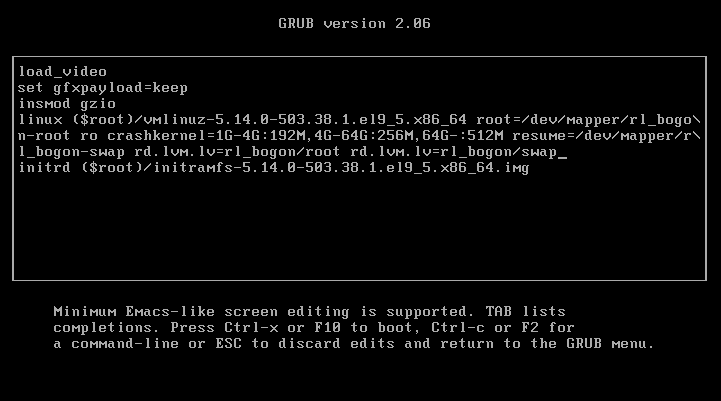 GRUB version 2.06
load_video
set gfxpayload=keep
insmod gzio
linux ($root)/vmlinuz-5.14.0-503.38.1.el9_5.x86_64 root=/dev/mapper/rl_bogo\
n-root ro crashkernel=1G-4G:192M,4G-64G:256M,64G-:512M resume=/dev/mapper/r\
l_bogon-swap rd.lvm.lv=rl_bogon/root rd.lvm.lv=rl_bogon/swap_
initrd ($root)/initramfs-5.14.0-503.38.1.el9_5.x86_64.img
Minimum Emacs-like screen editing is supported. TAB lists
completions. Press Ctrl-x or F10 to boot, Ctrl-c or F2 for
a command-line or ESC to discard edits and return to the GRUB menu.